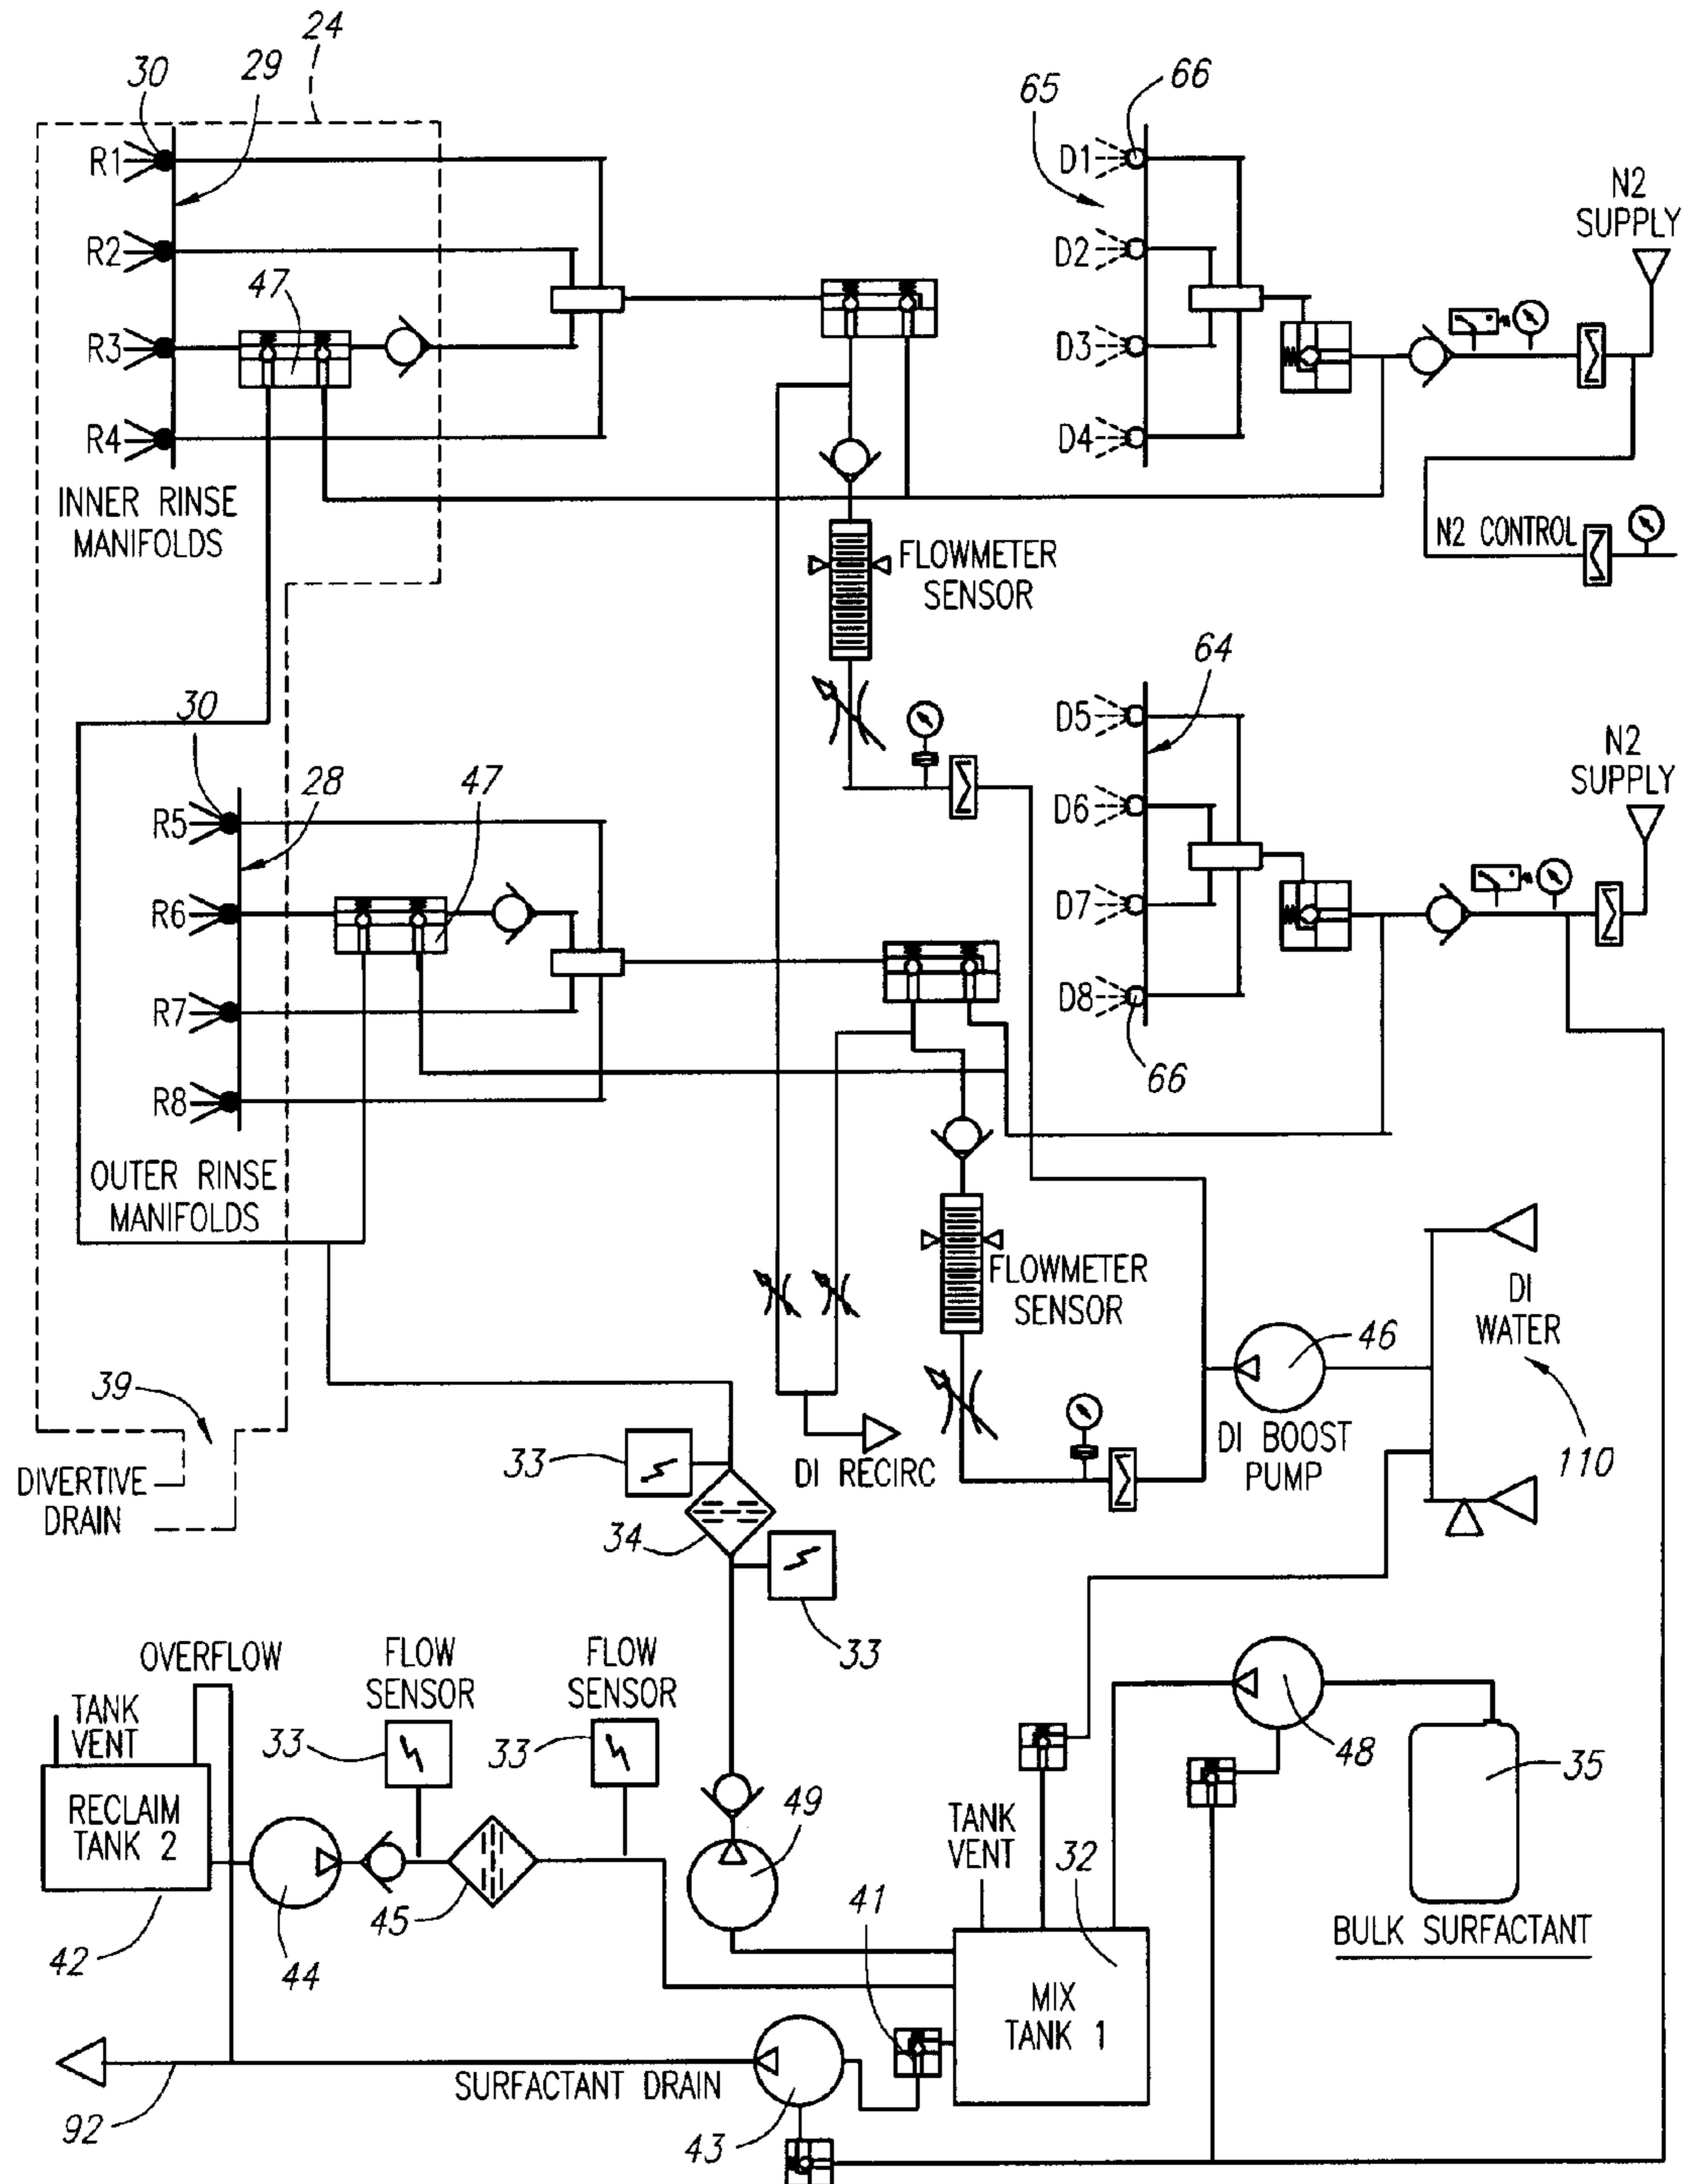 24
30
29
65
66
R1
R2
R3
R4
47
D1
D2
D3
D4
N2
SUPPLY
INNER RINSE
MANIFOLDS
FLOWMETER
SENSOR
N2 CONTROL
30
28
47
R5
R6
R7
R8
64
D5
D6
D7
D8
66
N2
SUPPLY
OUTER RINSE
MANIFOLDS
FLOWMETER
SENSOR
DI
WATER
46
110
DI BOOST
PUMP
39
DIVERTIVE
DRAIN
33
DI RECIRC
34
33
OVERFLOW
FLOW
SENSOR
FLOW
SENSOR
TANK
VENT
33
33
48
35
RECLAIM
TANK 2
49
TANK
VENT
32
45
41
42
44
BULK SURFACTANT
MIX
TANK 1
SURFACTANT DRAIN
92
43